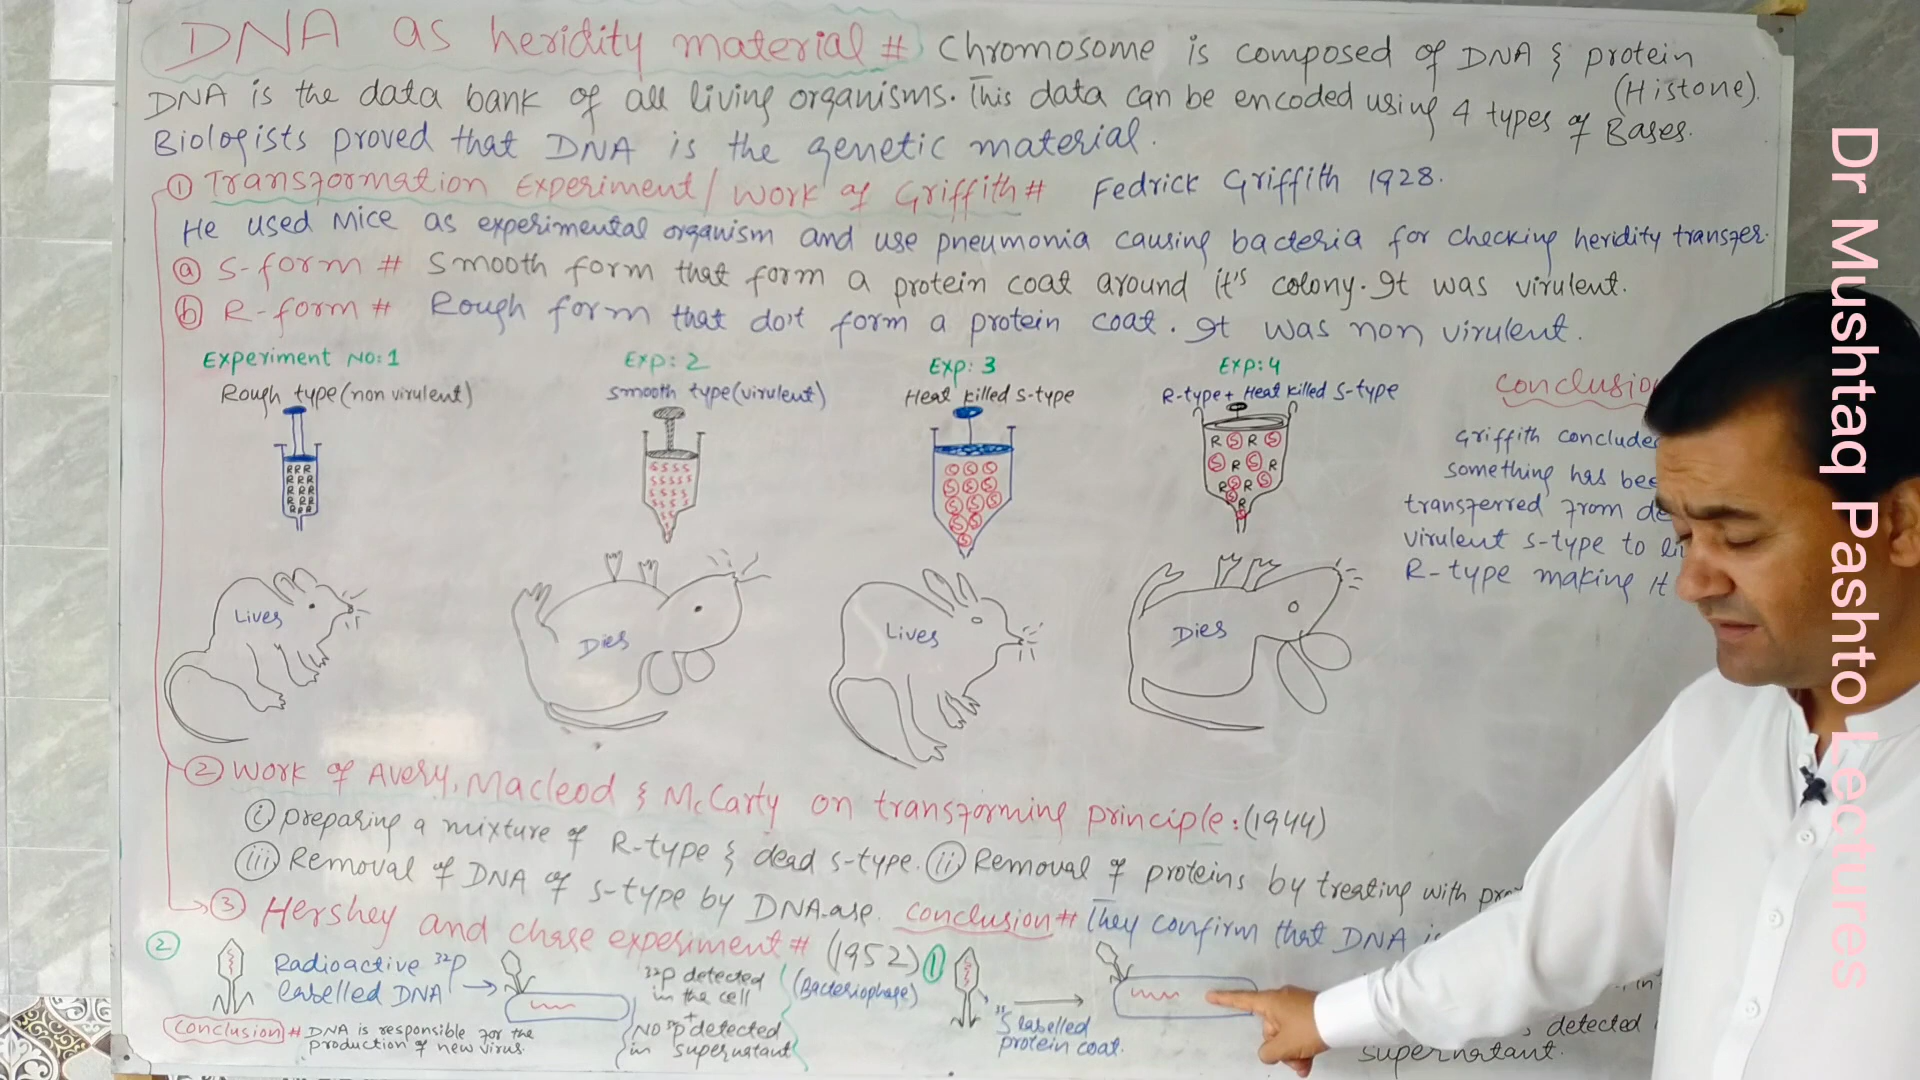 DNA as heridity material # Chromosome is composed of DNA & protein
(Histone).
DNA is the data bank of all living organisms. This data can be encoded using 4 types of Bases.
Biologists proved that DNA is the genetic material.
① Transformation Experiment/Work of Griffith # Fedrick Griffith 1928.
He used Mice as experimental organism and use pneumonia causing bacteria for checking heridity transfer.
ⓐ S-form # Smooth form that form a protein coat around it's colony. It was virulent.
ⓑ R-form # Rough form that do't form a protein coat. It was non virulent.
Experiment No:1
Rough type (non virulent)
R R R
R R R
R R R
R R R
R R
Lives
Exp: 2
smooth type (virulent)
S S S S
S S S S S
S S S S
S S S
S S
S
Dies
Exp: 3
Heat killed S-type
S S S
S S S
S S S
S S
S
Lives
Exp: 4
R-type + Heat killed S-type
R S R S
S R S R
R S R S
S
R
S
Dies
Conclusio
Griffith conclude
something has bee
transferred from de
virulent S-type to li
R-type making it
② Work of Avery, Macleod & McCarty on transforming principle: (1944)
ⓘ preparing a mixture of R-type & dead S-type. (ii) Removal of proteins by treating with pr
(iii) Removal of DNA of S-type by DNA-ase. Conclusion # They confirm that DNA i
③ Hershey and chase experiment # (1952)
(Bacteriophage)
②
Radioactive ³²P
labelled DNA
³²P detected
in the cell
+
NO ³²P detected
in supernatant
Conclusion # DNA is responsible for the
production of new virus.
①
³⁵S labelled
protein coat.
in
detected
supernatant.
Dr Mushtaq Pashto Lectures